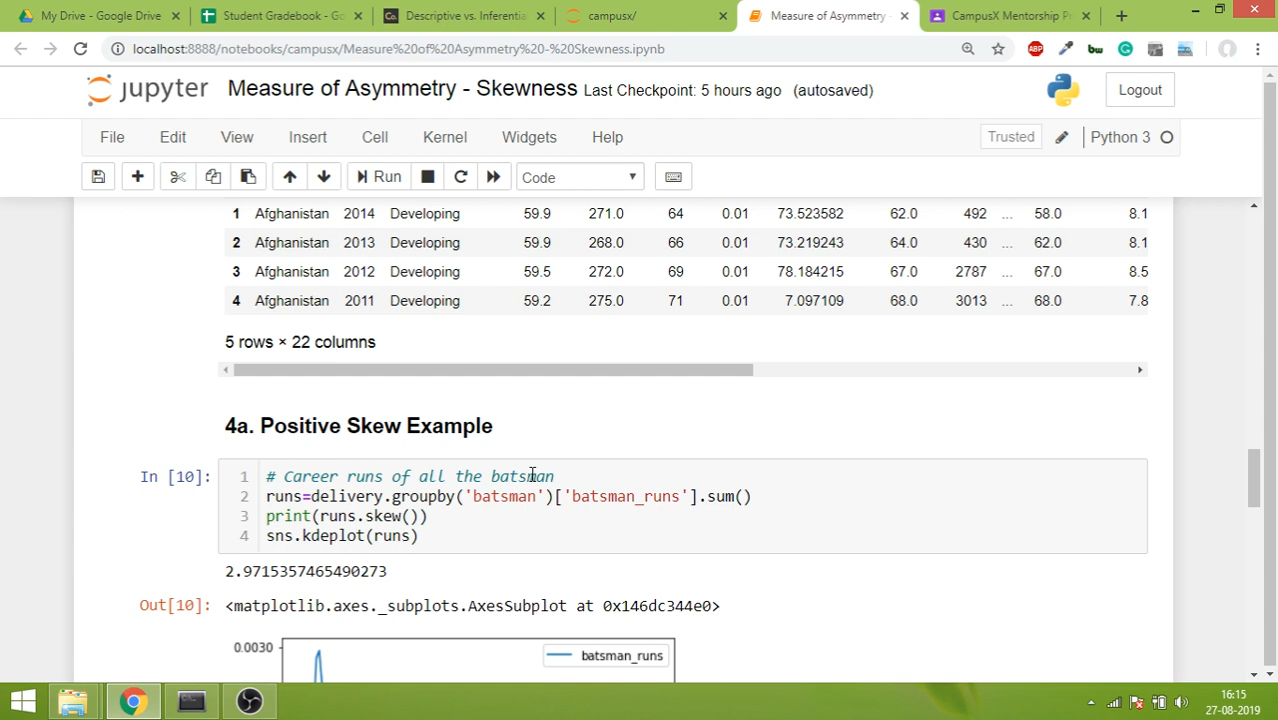 My Drive - Google Drive
Student Gradebook - Go
Co. Descriptive vs. Inferentia
campusx/
Measure of Asymmetry -
CampusX Mentorship Pr
localhost:8888/notebooks/campusx/Measure%20of%20Asymmetry%20-%20Skewness.ipynb
ABP
bw
jupyter Measure of Asymmetry - Skewness Last Checkpoint: 5 hours ago (autosaved)
Logout
File Edit View Insert Cell Kernel Widgets Help
Trusted
Python 3
Run
Code
1 Afghanistan 2014 Developing 59.9 271.0 64 0.01 73.523582 62.0 492 ... 58.0 8.1
2 Afghanistan 2013 Developing 59.9 268.0 66 0.01 73.219243 64.0 430 ... 62.0 8.1
3 Afghanistan 2012 Developing 59.5 272.0 69 0.01 78.184215 67.0 2787 ... 67.0 8.5
4 Afghanistan 2011 Developing 59.2 275.0 71 0.01 7.097109 68.0 3013 ... 68.0 7.8
5 rows × 22 columns
4a. Positive Skew Example
In [10]:
1 # Career runs of all the batsman
2 runs=delivery.groupby('batsman')['batsman_runs'].sum()
3 print(runs.skew())
4 sns.kdeplot(runs)
2.9715357465490273
Out[10]: <matplotlib.axes._subplots.AxesSubplot at 0x146dc344e0>
0.0030
batsman_runs
16:15
27-08-2019